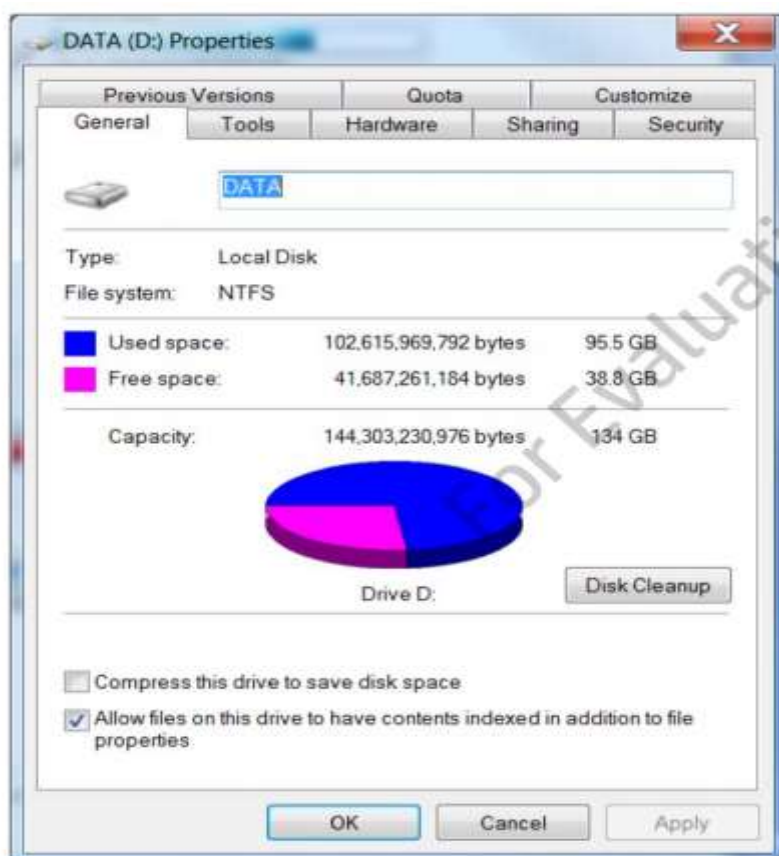 DATA (D:) Properties
Previous Versions Quota Customize
General Tools Hardware Sharing Security
DATA
Type: Local Disk
File system: NTFS
Used space: 102,615,969,792 bytes 95.5 GB
Free space: 41,687,261,184 bytes 38.8 GB
Capacity: 144,303,230,976 bytes 134 GB
Drive D:
Disk Cleanup
Compress this drive to save disk space
Allow files on this drive to have contents indexed in addition to file
properties
OK Cancel Apply
For